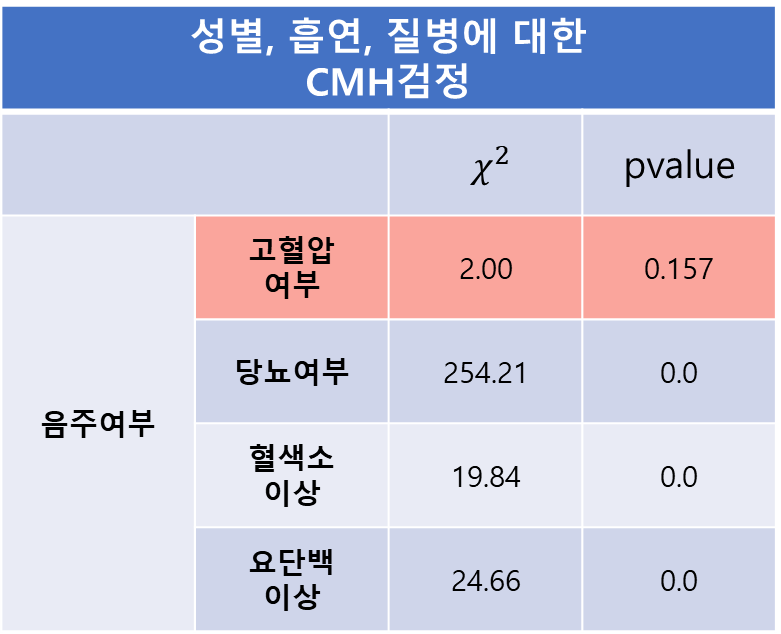 성별, 흡연, 질병에 대한
CMH검정
χ² pvalue
고혈압
여부
2.00 0.157
당뇨여부 254.21 0.0
음주여부
혈색소
이상
19.84 0.0
요단백
이상
24.66 0.0